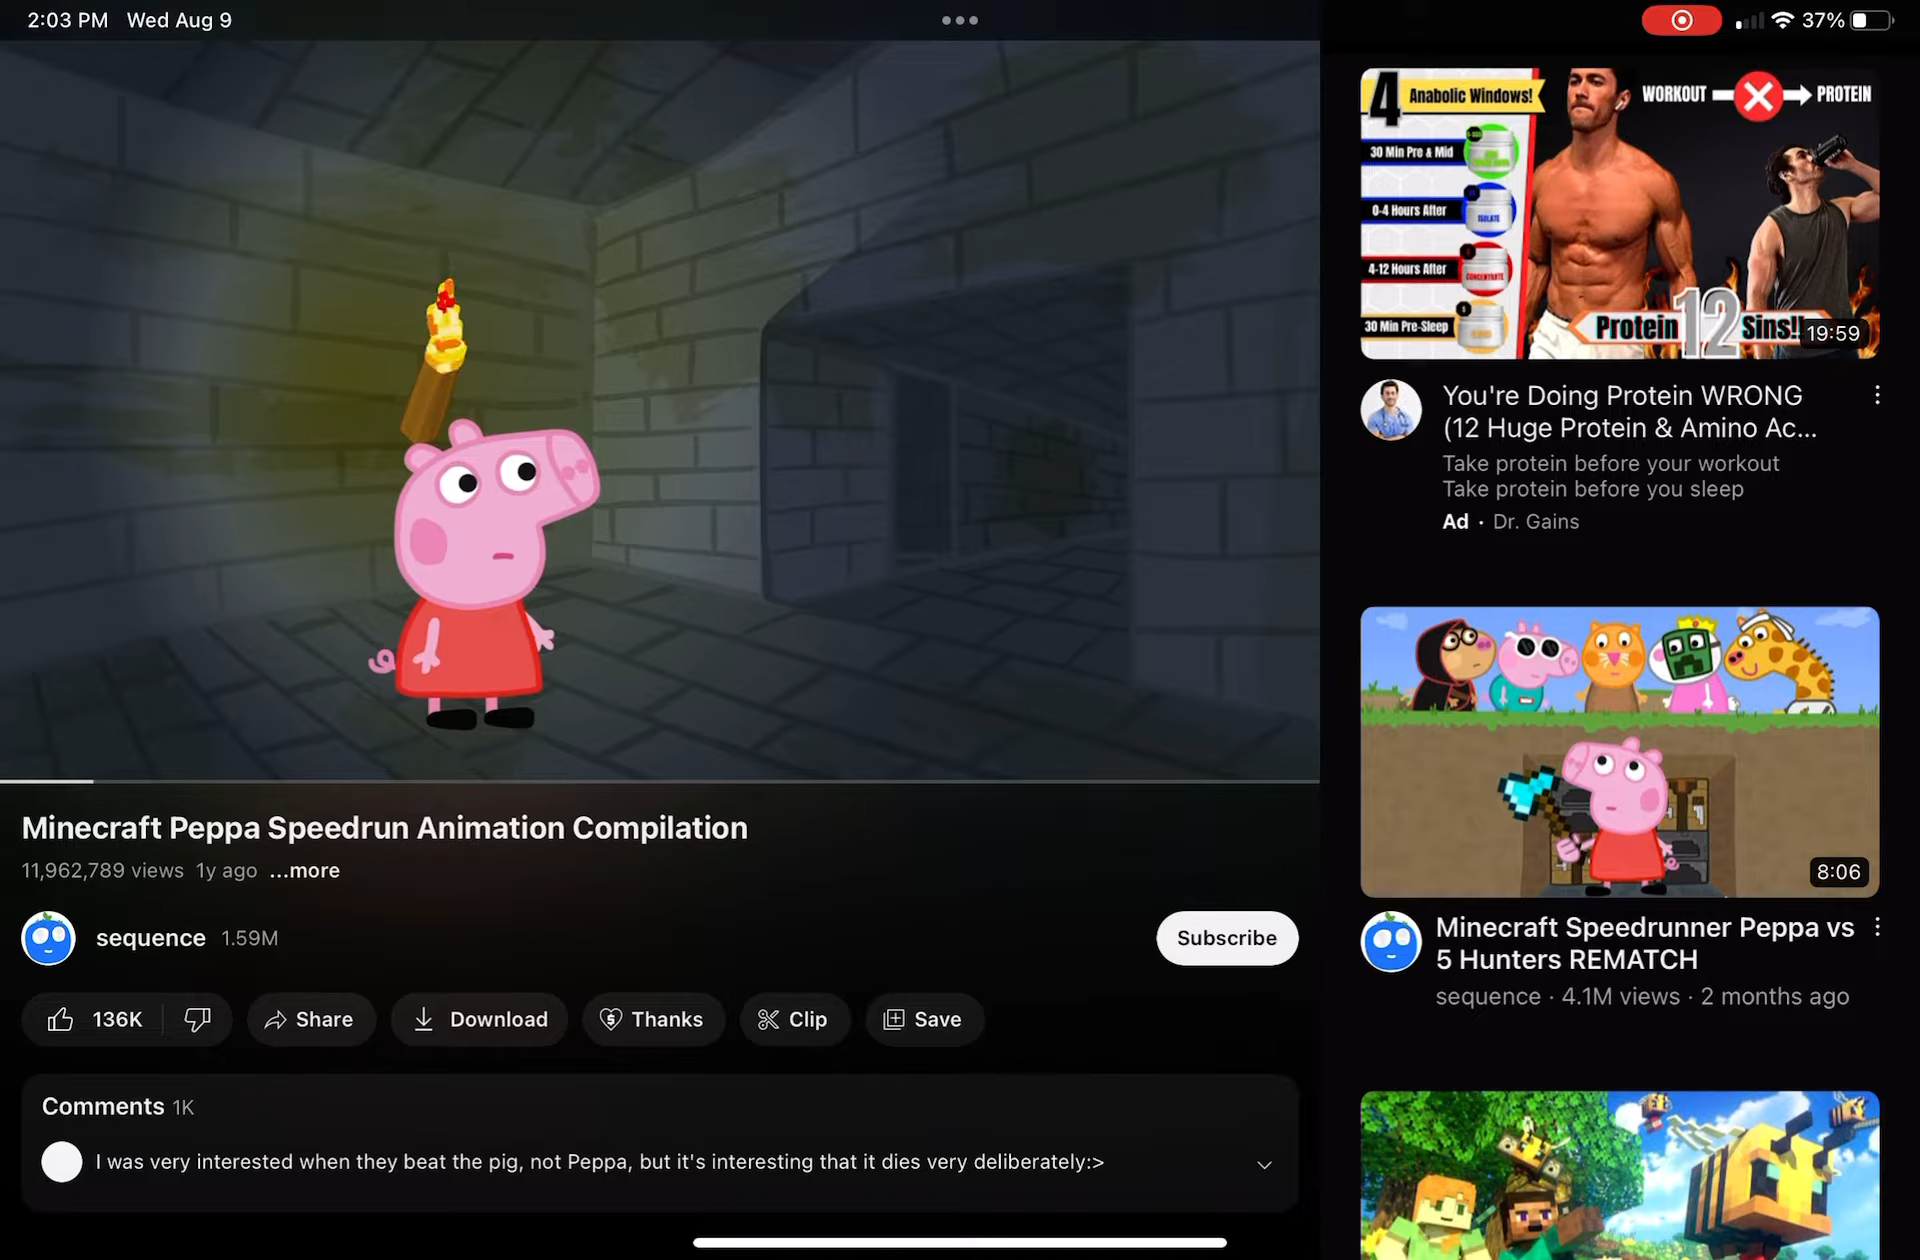 2:03 PM Wed Aug 9
37%
Minecraft Peppa Speedrun Animation Compilation
11,962,789 views 1y ago ...more
sequence 1.59M
Subscribe
136K
Share
Download
Thanks
Clip
Save
Comments 1K
I was very interested when they beat the pig, not Peppa, but it's interesting that it dies very deliberately:>
4 Anabolic Windows!
WORKOUT
PROTEIN
30 Min Pre & Mid
0-4 Hours After
ISOLATE
4-12 Hours After
CONCENTRATE
30 Min Pre-Sleep
Protein 12 Sins!!
19:59
You're Doing Protein WRONG
(12 Huge Protein & Amino Ac...
Take protein before your workout
Take protein before you sleep
Ad · Dr. Gains
8:06
Minecraft Speedrunner Peppa vs
5 Hunters REMATCH
sequence · 4.1M views · 2 months ago